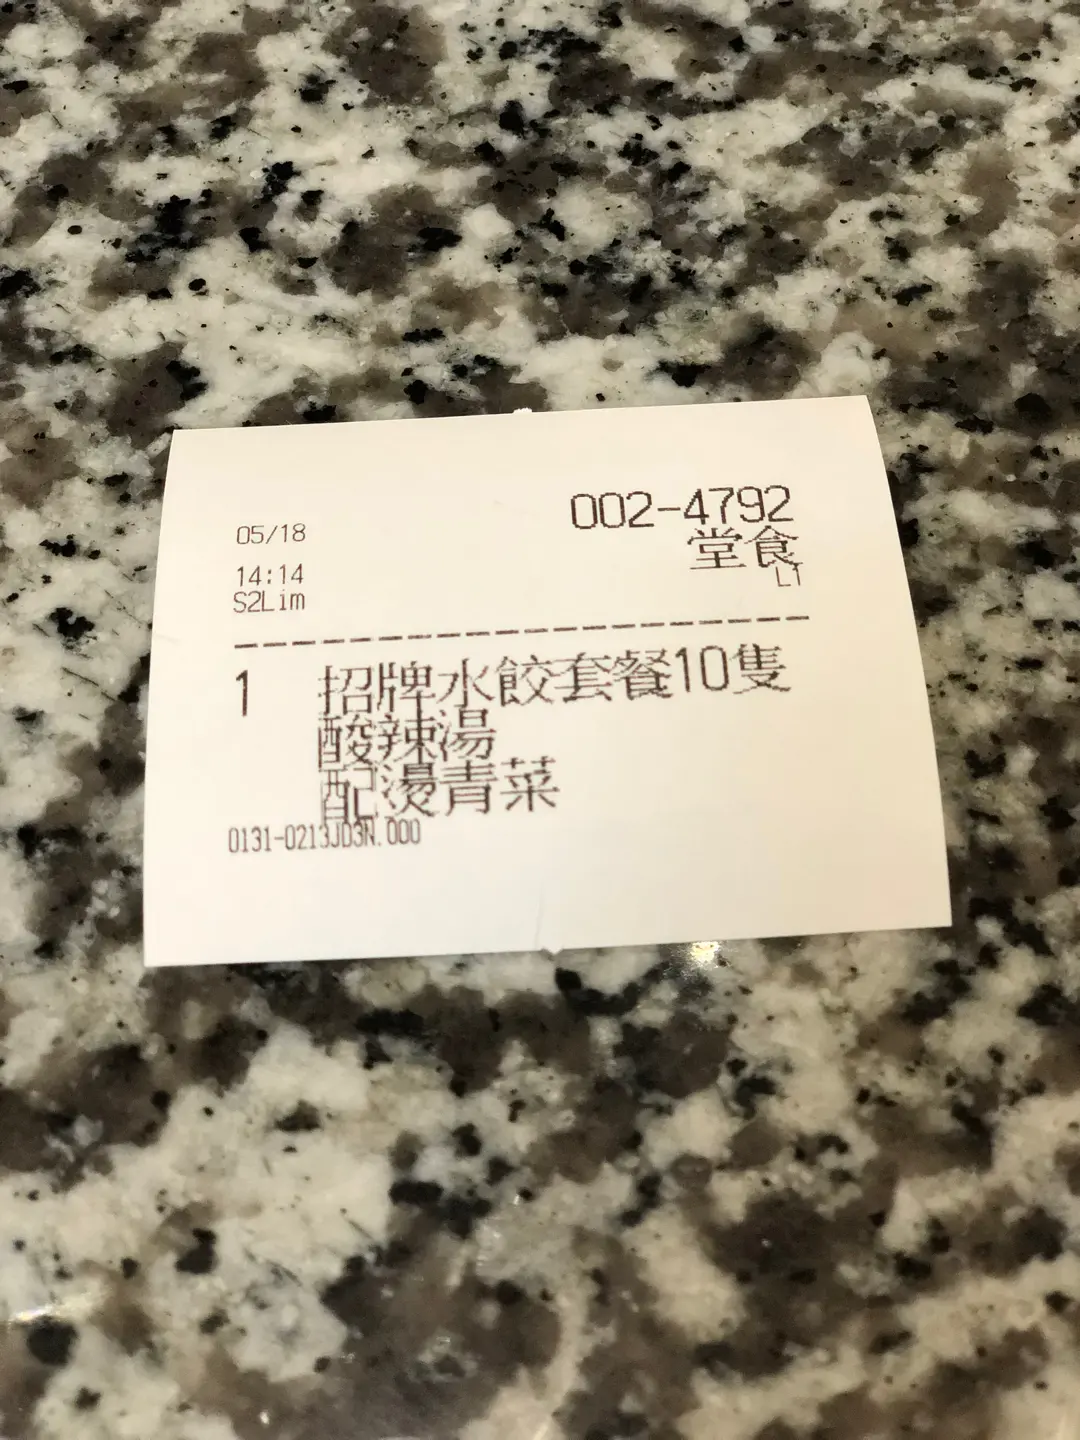 002-4792
05/18
堂食
14:14
L1
S2Lim
1 招牌水餃套餐10隻
酸辣湯
配燙青菜
0131-0213JD3N.000